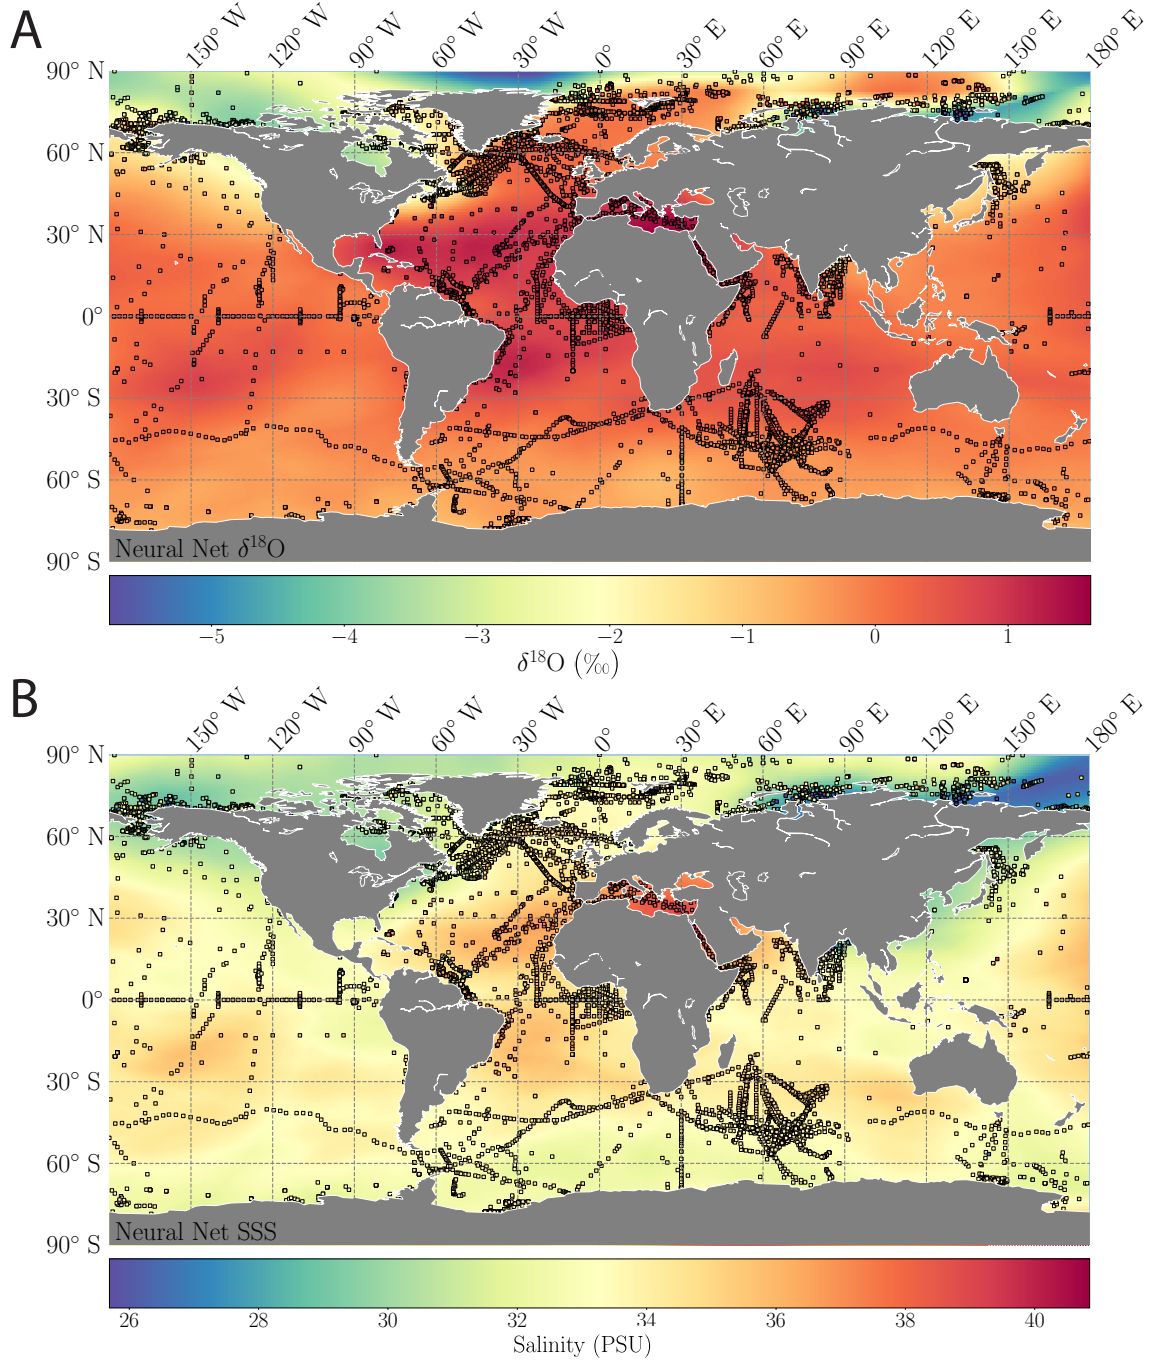 A
150° W 120° W 90° W 60° W 30° W 0° 30° E 60° E 90° E 120° E 150° E 180° E
90° N
60° N
30° N
0°
30° S
60° S
90° S
Neural Net δ¹⁸O
−5 −4 −3 −2 −1 0 1
δ¹⁸O (‰)
B
150° W 120° W 90° W 60° W 30° W 0° 30° E 60° E 90° E 120° E 150° E 180° E
90° N
60° N
30° N
0°
30° S
60° S
90° S
Neural Net SSS
26 28 30 32 34 36 38 40
Salinity (PSU)